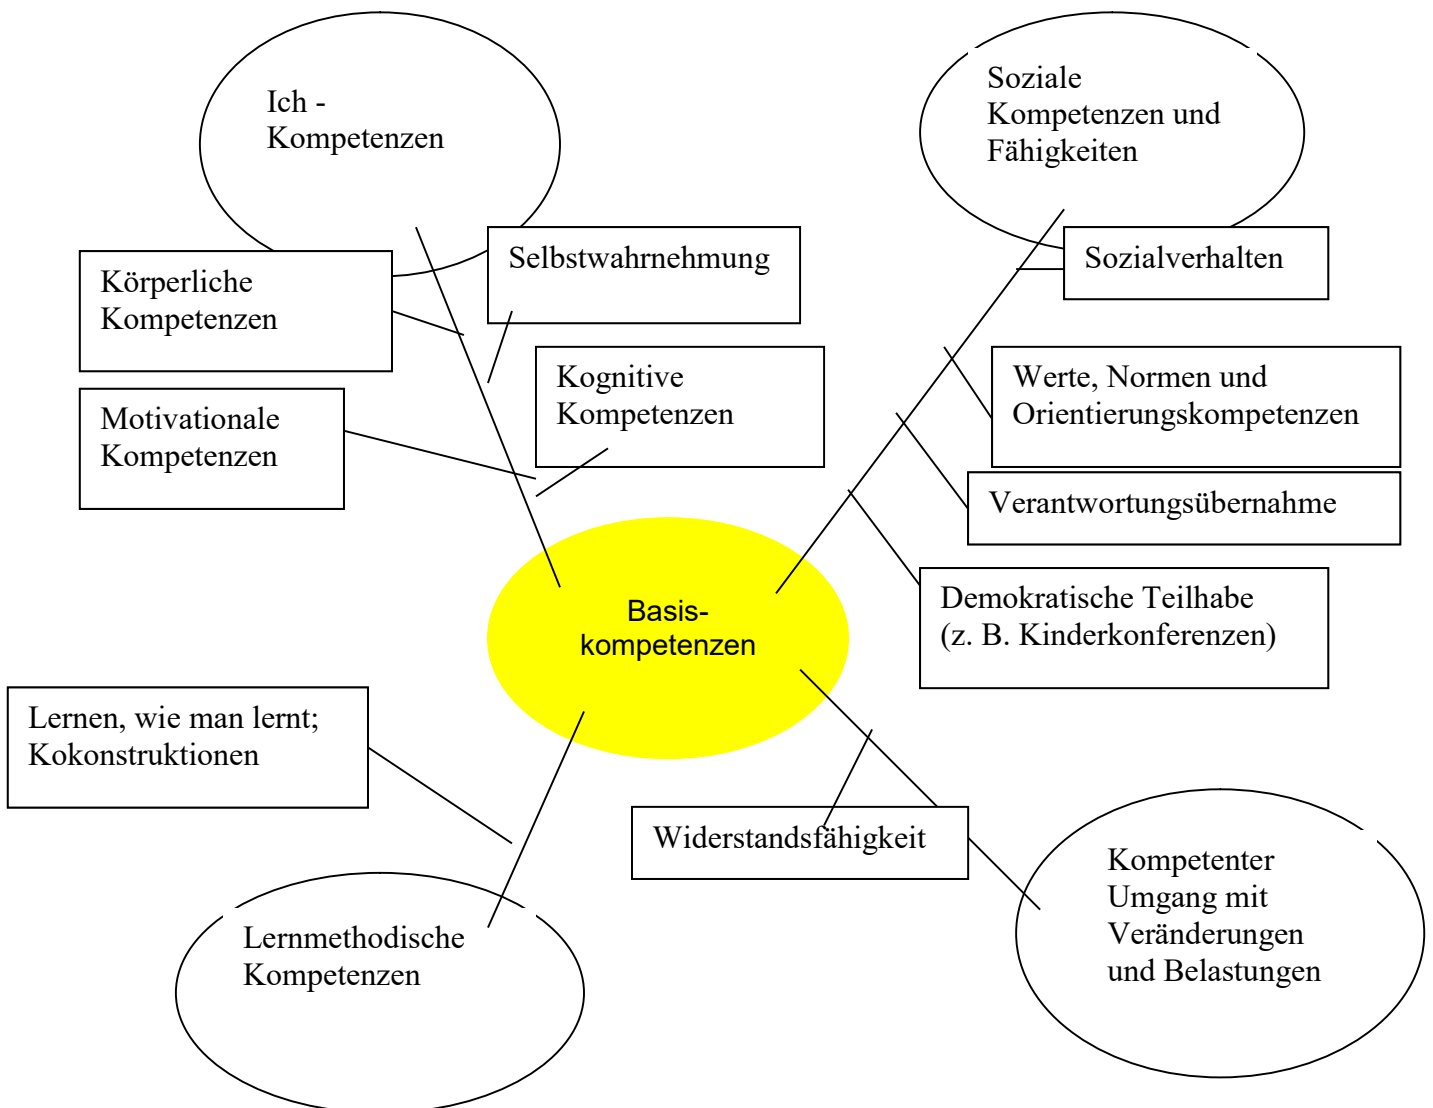 Ich -
Kompetenzen
Soziale
Kompetenzen und
Fähigkeiten
Körperliche
Kompetenzen
Selbstwahrnehmung
Sozialverhalten
Motivationale
Kompetenzen
Kognitive
Kompetenzen
Werte, Normen und
Orientierungskompetenzen
Verantwortungsübernahme
Basis-
kompetenzen
Demokratische Teilhabe
(z. B. Kinderkonferenzen)
Lernen, wie man lernt;
Kokonstruktionen
Widerstandsfähigkeit
Lernmethodische
Kompetenzen
Kompetenter
Umgang mit
Veränderungen
und Belastungen